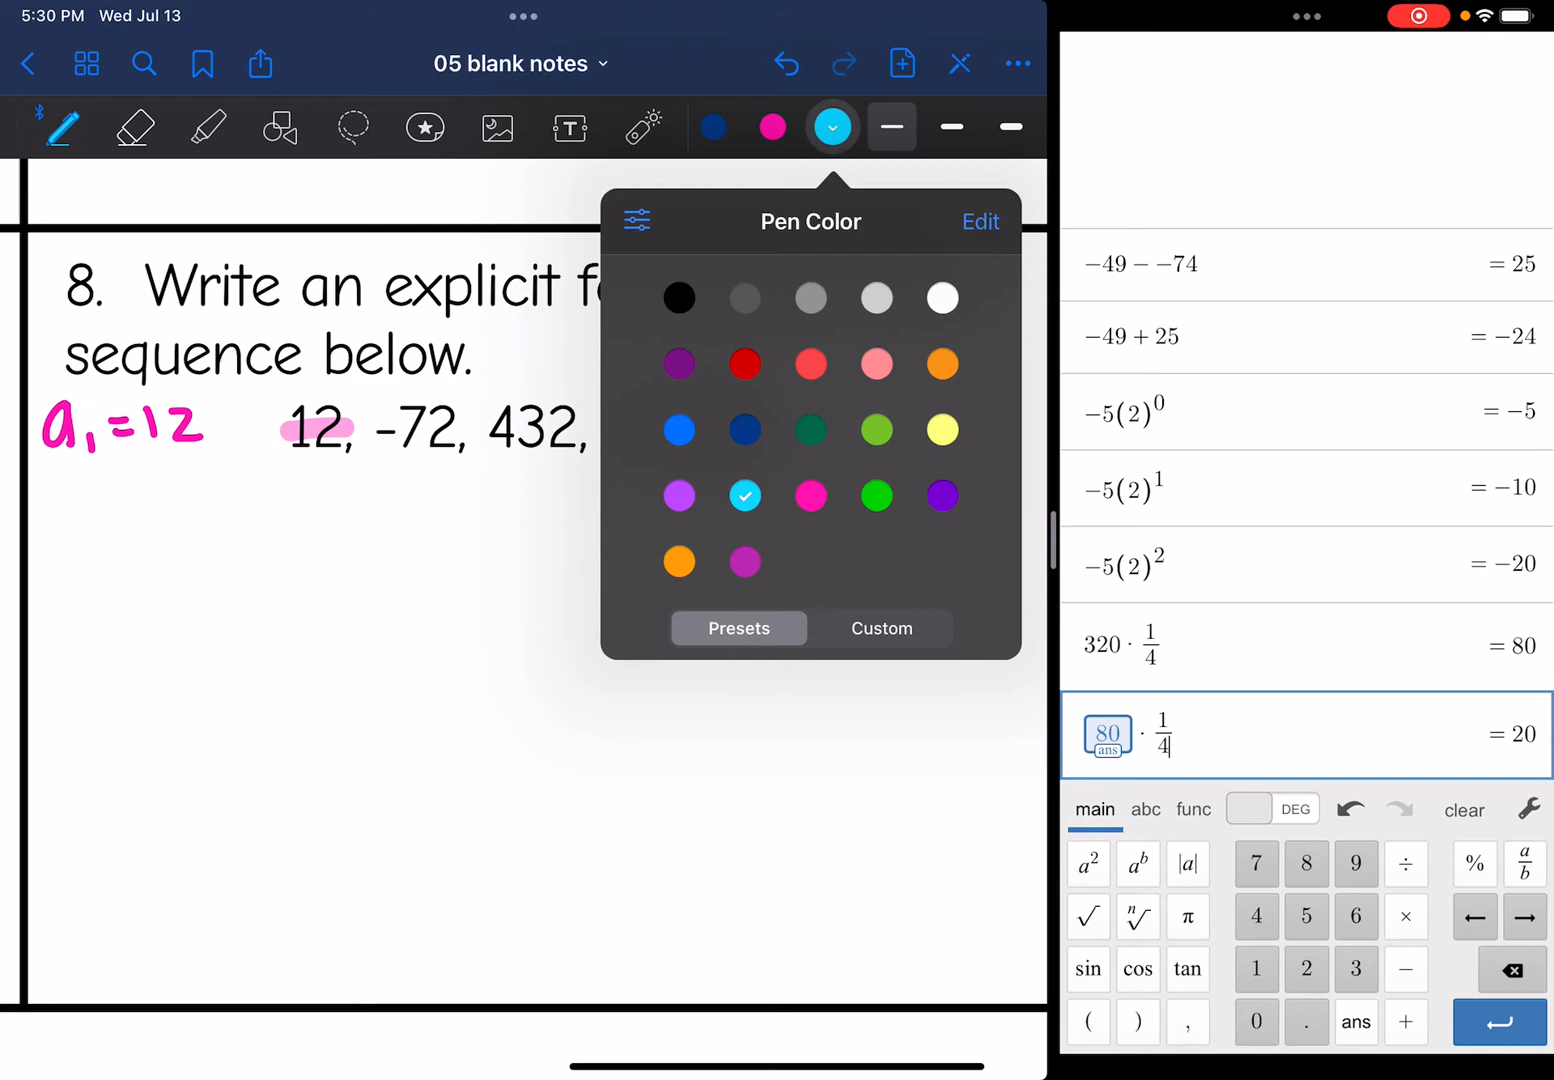 5:30 PM Wed Jul 13
05 blank notes
T
Pen Color
Edit
8. Write an explicit f
sequence below.
a₁ = 12
12, -72, 432,
Presets
Custom
−49 − −74
= 25
−49 + 25
= −24
−5(2)⁰
= −5
−5(2)¹
= −10
−5(2)²
= −20
320 · 1/4
= 80
80 ans · 1/4
= 20
main abc func DEG clear
a² aᵇ |a| 7 8 9 ÷ % a/b
√ ⁿ√ π 4 5 6 × ← →
sin cos tan 1 2 3 −
( ) , 0 . ans +